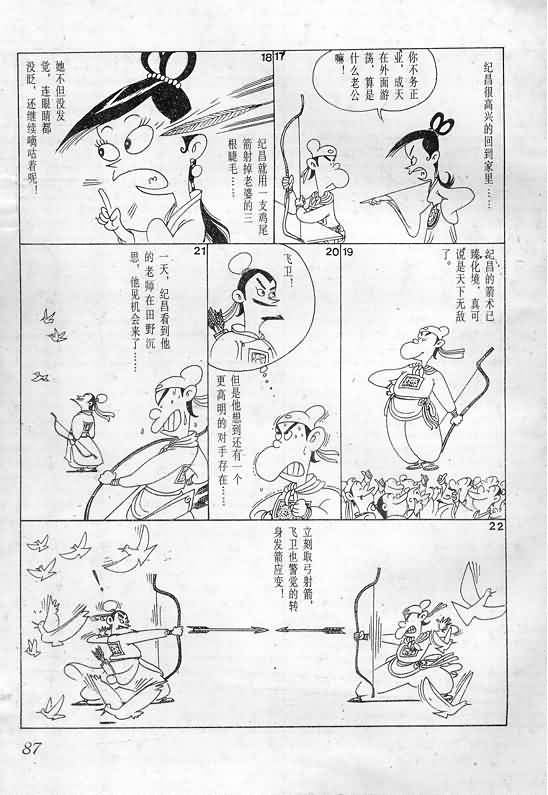 17
纪昌很高兴
的回到家
里……
你不务正
业，成天
在外面游
荡，算是
什么老公
嘛！
18
纪昌就用一支鸡尾
箭射掉老婆的三
根睫毛……
她不但没发
觉，连眼睛都
没眨，还继续嘀咕着呢！
19
纪昌的箭术已
臻化境，真可
说是天下无敌
了。
20
飞卫！
但是他想到还有一个
更高明的对手存在……
21
一天，纪昌看到他
的老师在田野沉
思，他见机会来了……
22
立刻取弓射箭，
飞卫也警觉的转
身发箭应变！
！
87